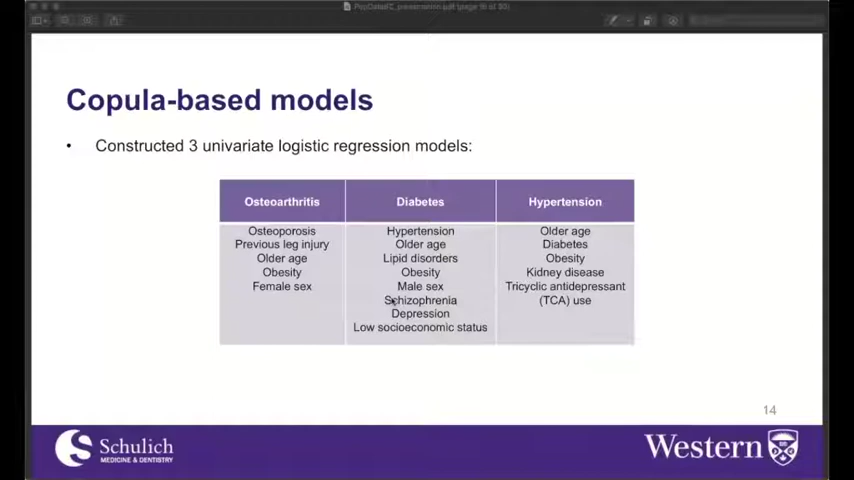 Copula-based models
• Constructed 3 univariate logistic regression models:
Osteoarthritis Diabetes Hypertension
Osteoporosis Hypertension Older age
Previous leg injury Older age Diabetes
Older age Lipid disorders Obesity
Obesity Obesity Kidney disease
Female sex Male sex Tricyclic antidepressant
Schizophrenia (TCA) use
Depression
Low socioeconomic status
14
Schulich
MEDICINE & DENTISTRY
Western